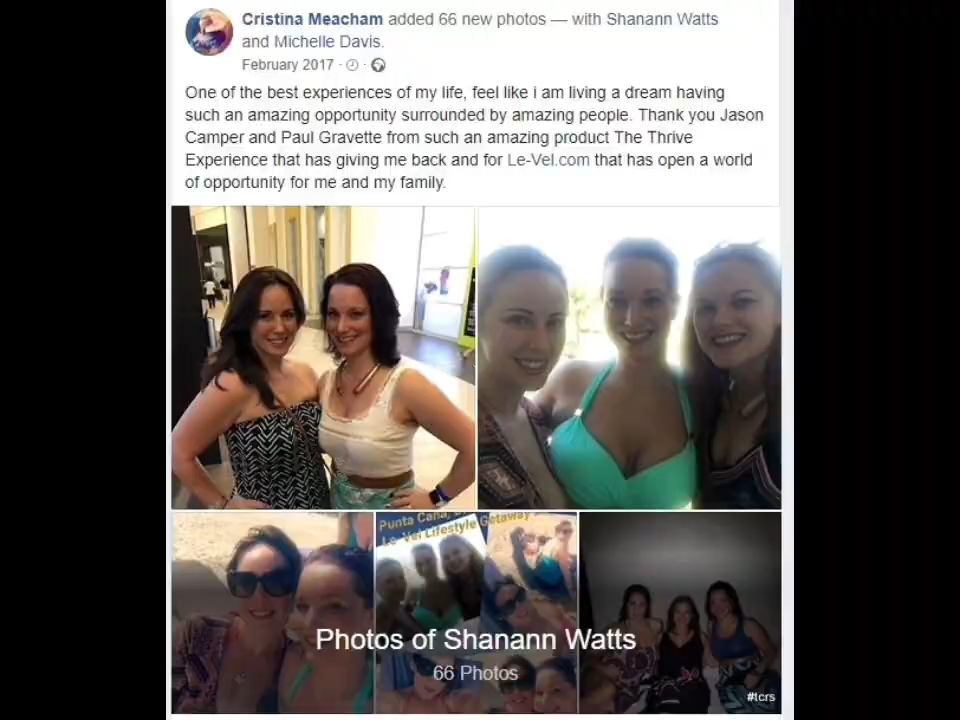 Cristina Meacham added 66 new photos — with Shanann Watts
and Michelle Davis.
February 2017
One of the best experiences of my life, feel like i am living a dream having
such an amazing opportunity surrounded by amazing people. Thank you Jason
Camper and Paul Gravette from such an amazing product The Thrive
Experience that has giving me back and for Le-Vel.com that has open a world
of opportunity for me and my family.
Punta Cana,
Le-Vel Lifestyle Getaway
Photos of Shanann Watts
66 Photos
#tcrs